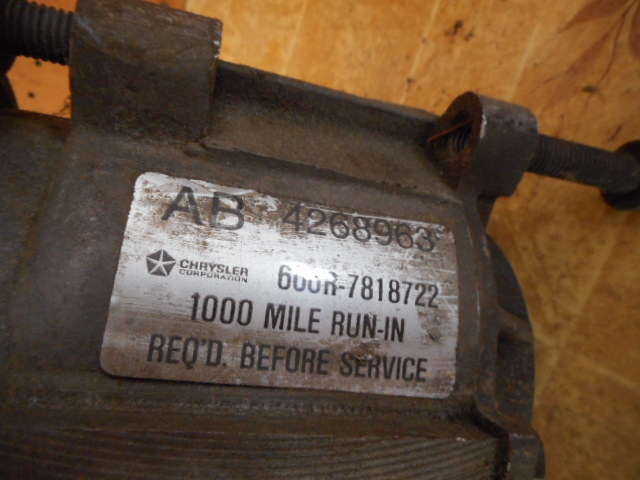 AB 4268963
CHRYSLER
CORPORATION
600R-7818722
1000 MILE RUN-IN
REQ'D. BEFORE SERVICE